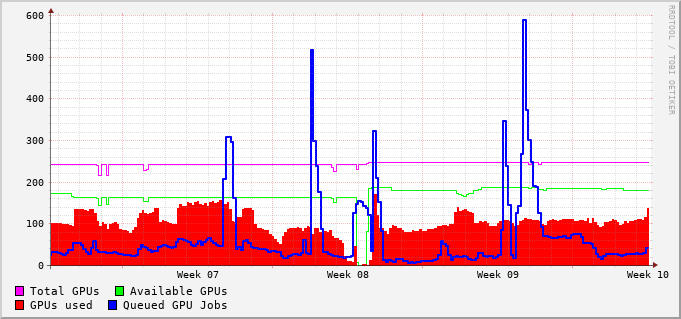 600
500
400
300
200
100
0
Week 07 Week 08 Week 09 Week 10
Total GPUs Available GPUs
GPUs used Queued GPU Jobs
RRDTOOL / TOBI OETIKER